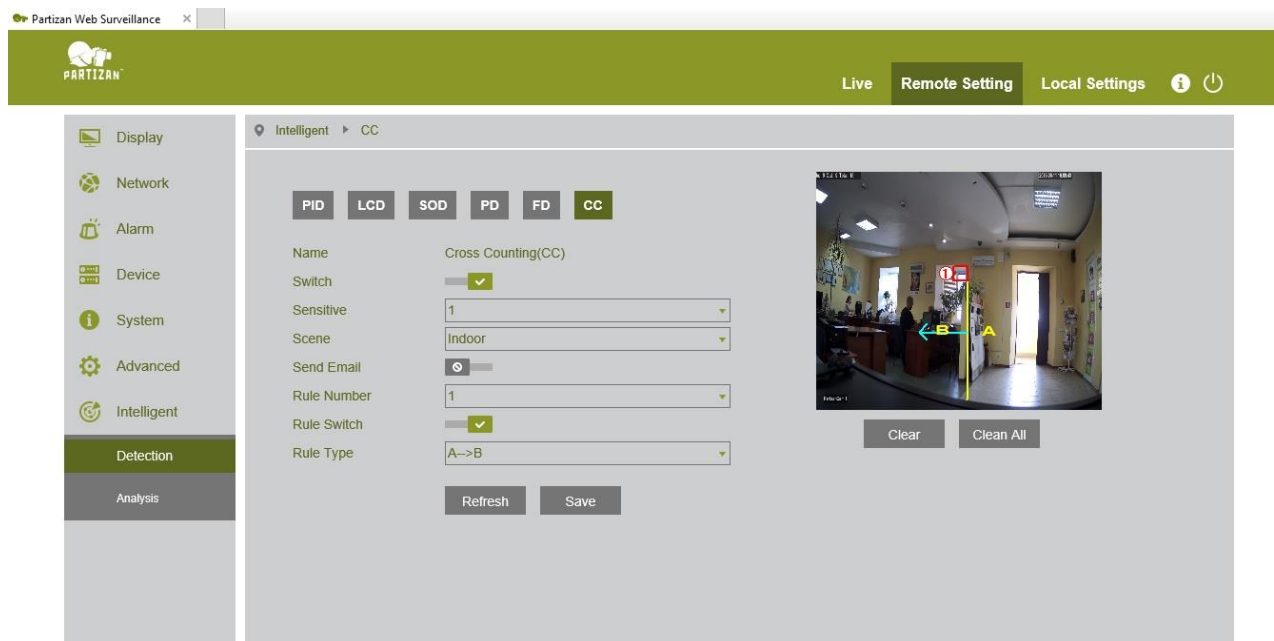 Partizan Web Surveillance
PARTIZAN
Live Remote Setting Local Settings
Display
Network
Alarm
Device
System
Advanced
Intelligent
Detection
Analysis
Intelligent CC
PID LCD SOD PD FD CC
Name Cross Counting(CC)
Switch
Sensitive 1
Scene Indoor
Send Email
Rule Number 1
Rule Switch
Rule Type A-->B
Refresh Save
1
B A
Clear Clean All